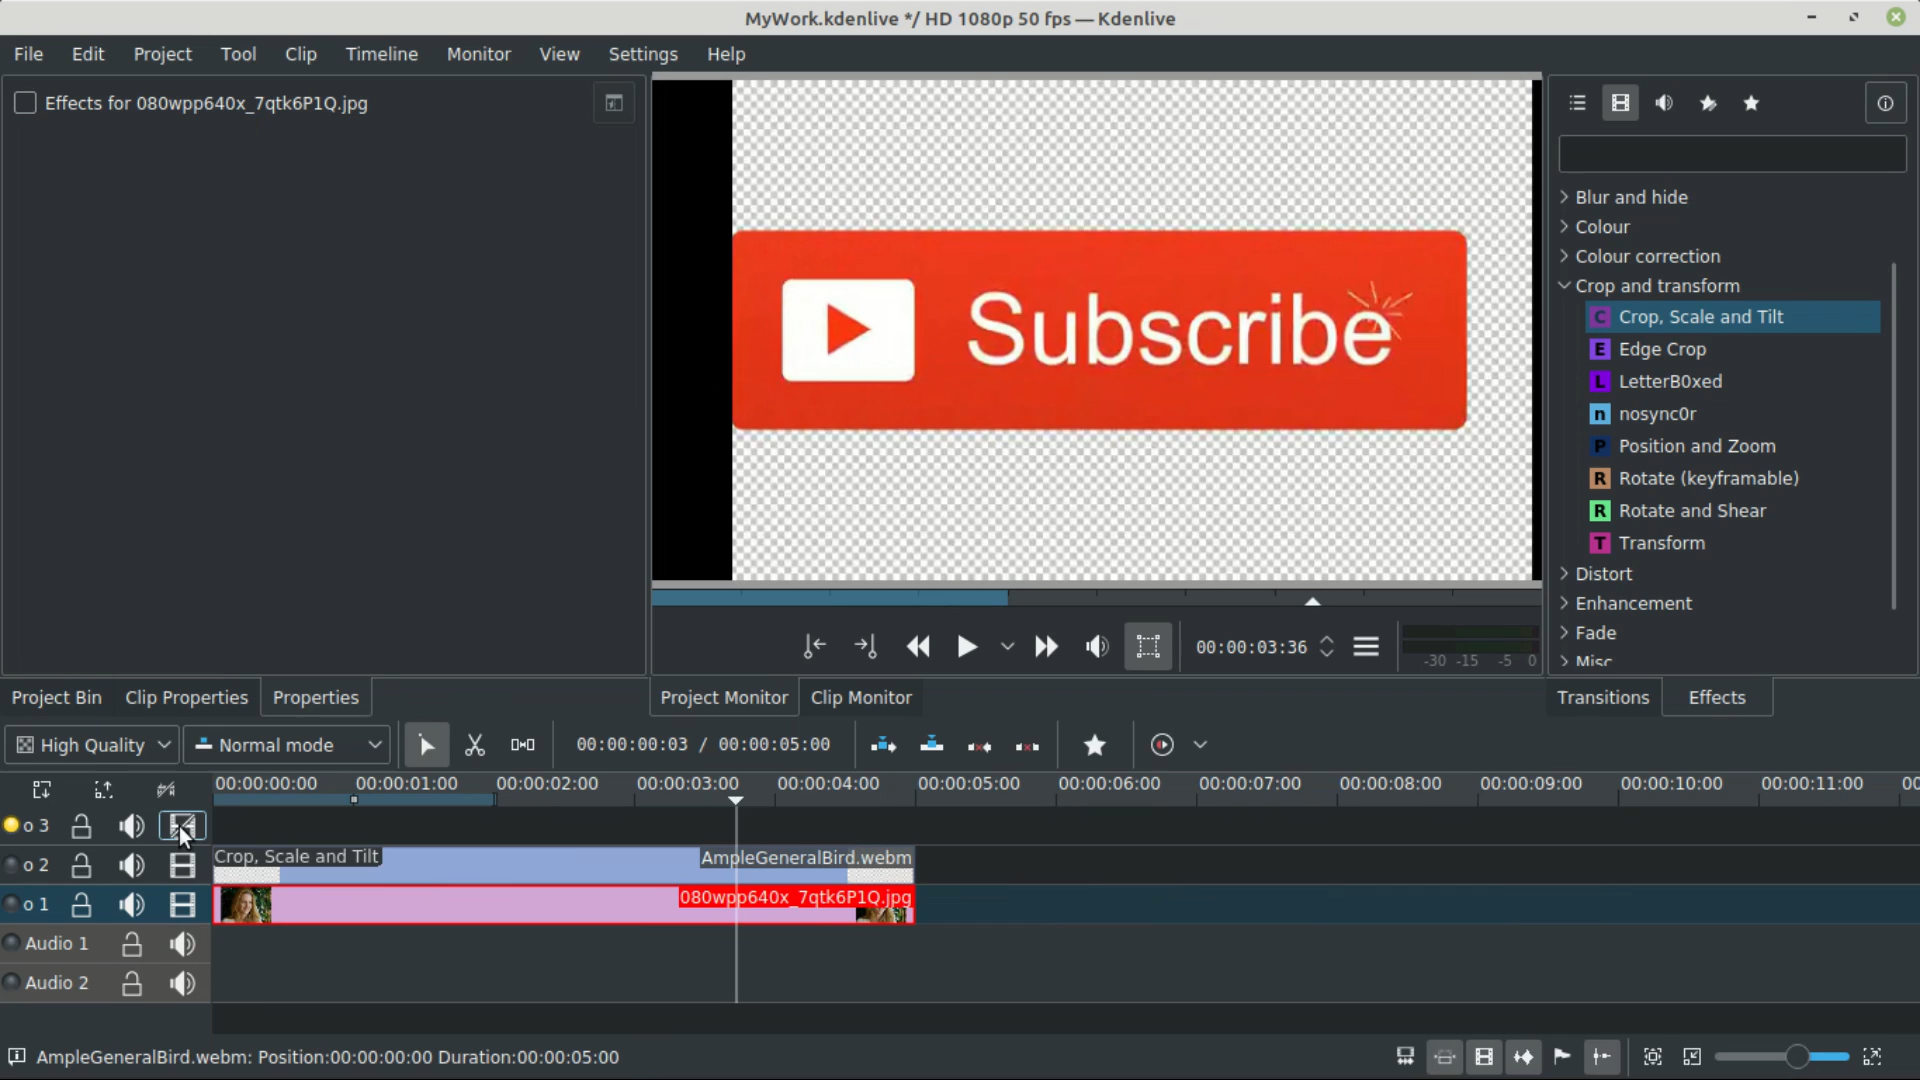 MyWork.kdenlive */ HD 1080p 50 fps — Kdenlive
File Edit Project Tool Clip Timeline Monitor View Settings Help
Effects for 080wpp640x_7qtk6P1Q.jpg
Subscribe
Blur and hide
Colour
Colour correction
Crop and transform
C Crop, Scale and Tilt
E Edge Crop
L LetterB0xed
n nosync0r
P Position and Zoom
R Rotate (keyframable)
R Rotate and Shear
T Transform
Distort
Enhancement
Fade
Misc
00:00:03:36
-30 -15 -5 0
Project Bin Clip Properties Properties
Project Monitor Clip Monitor
Transitions Effects
High Quality Normal mode 00:00:00:03 / 00:00:05:00
00:00:00:00 00:00:01:00 00:00:02:00 00:00:03:00 00:00:04:00 00:00:05:00 00:00:06:00 00:00:07:00 00:00:08:00 00:00:09:00 00:00:10:00 00:00:11:00 00
o 3
o 2 Crop, Scale and Tilt AmpleGeneralBird.webm
o 1 080wpp640x_7qtk6P1Q.jpg
Audio 1
Audio 2
AmpleGeneralBird.webm: Position:00:00:00:00 Duration:00:00:05:00